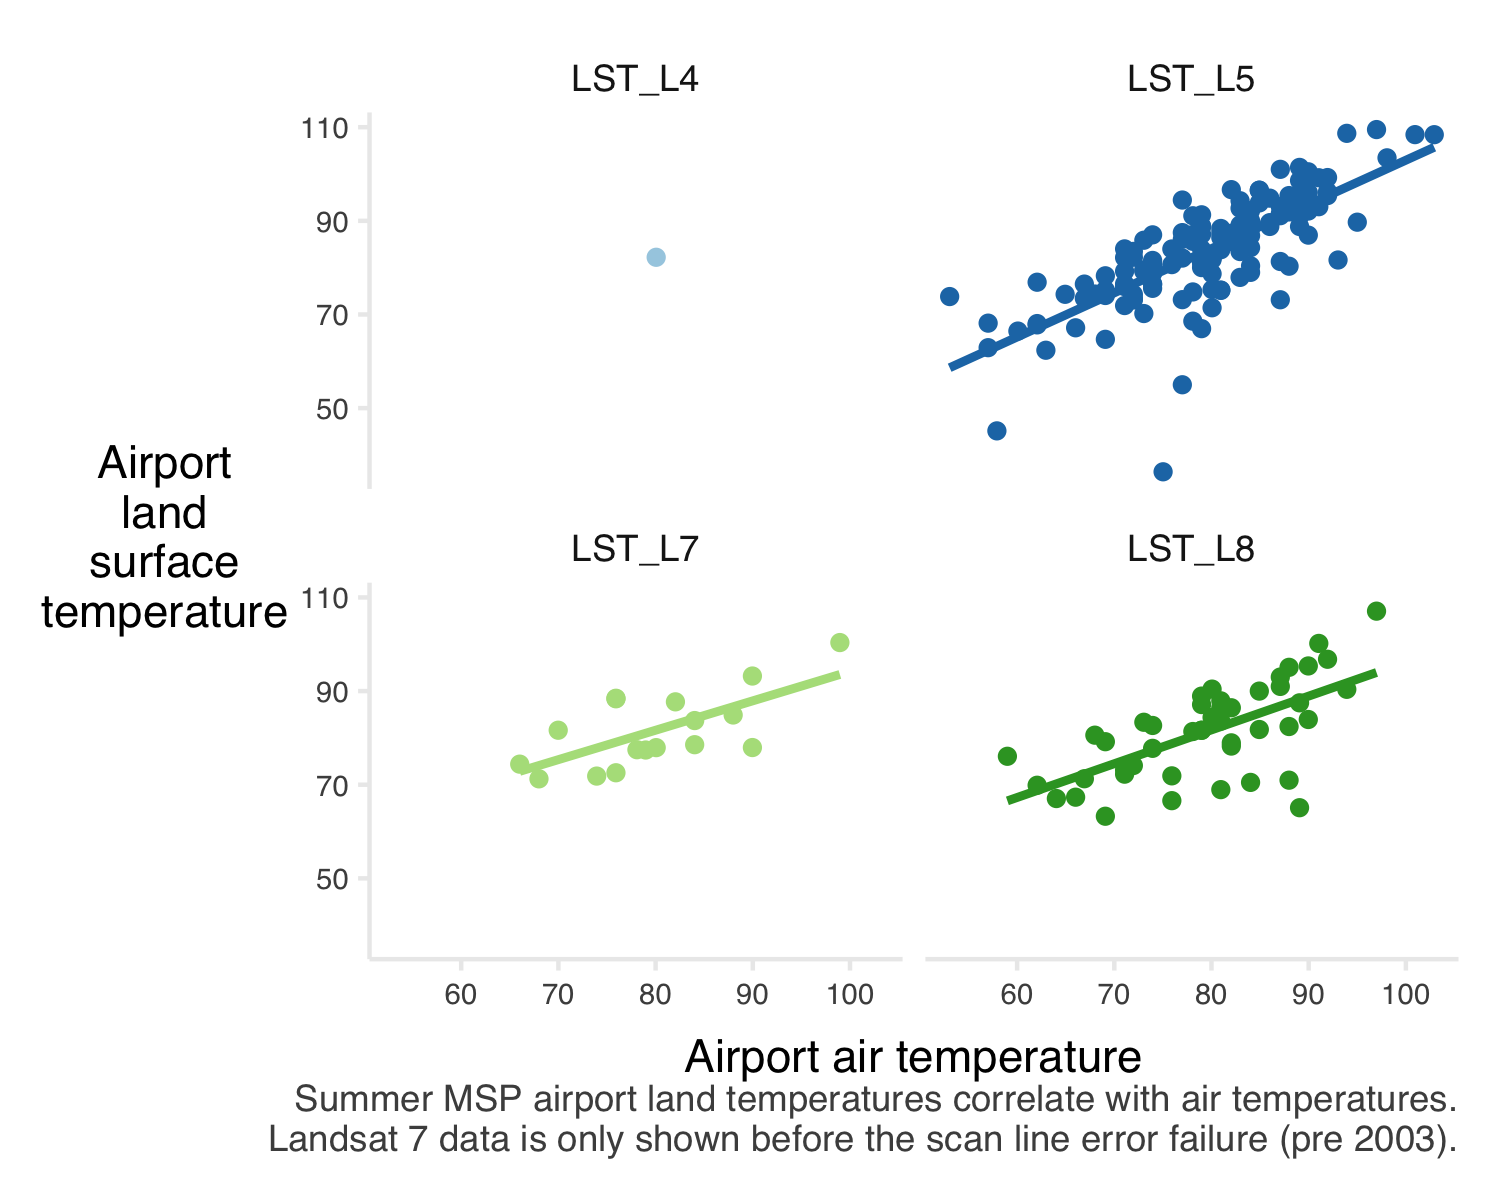 LST_L4
LST_L5
110
90
70
50
Airport
land
surface
temperature
LST_L7
LST_L8
110
90
70
50
60 70 80 90 100
60 70 80 90 100
Airport air temperature
Summer MSP airport land temperatures correlate with air temperatures.
Landsat 7 data is only shown before the scan line error failure (pre 2003).